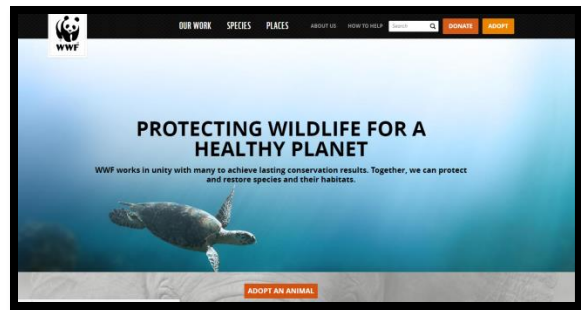 WWF
OUR WORK SPECIES PLACES ABOUT US HOW TO HELP Search DONATE ADOPT
PROTECTING WILDLIFE FOR A
HEALTHY PLANET
WWF works in unity with many to achieve lasting conservation results. Together, we can protect
and restore species and their habitats.
ADOPT AN ANIMAL